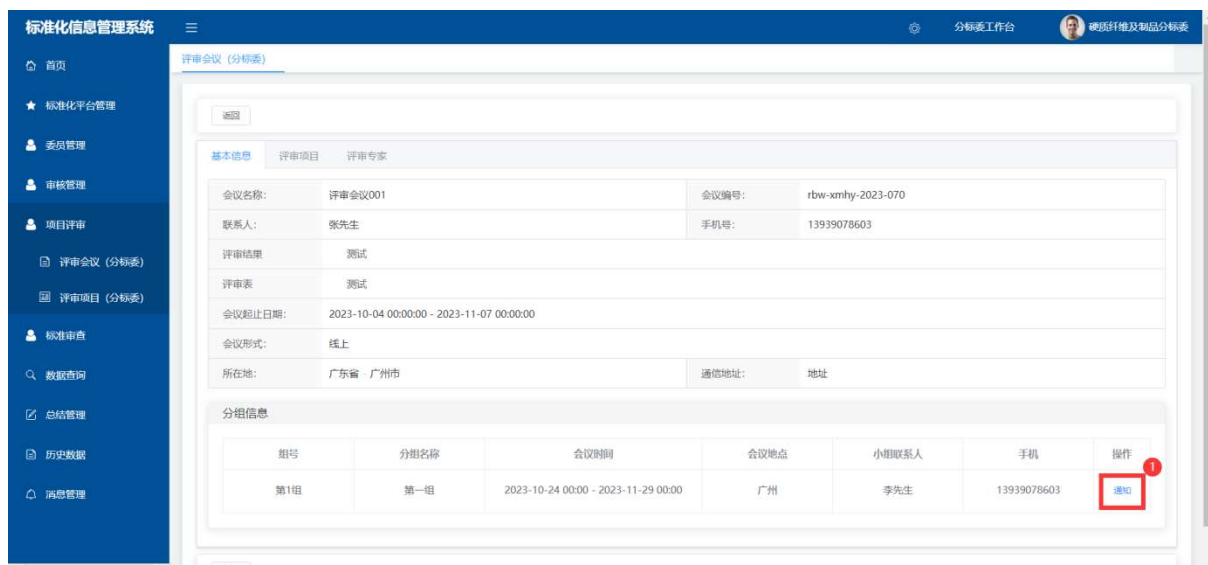 标准化信息管理系统
分标委工作台
硬质纤维及制品分标委
首页
标准化平台管理
委员管理
审核管理
项目评审
评审会议（分标委）
评审项目（分标委）
标准审查
数据查询
总结管理
历史数据
消息管理
评审会议（分标委）
返回
基本信息 评审项目 评审专家
会议名称: 评审会议001 会议编号: rbw-xmhy-2023-070
联系人: 张先生 手机号: 13939078603
评审结果 测试
评审表 测试
会议起止日期: 2023-10-04 00:00:00 - 2023-11-07 00:00:00
会议形式: 线上
所在地: 广东省 - 广州市 通信地址: 地址
分组信息
组号 分组名称 会议时间 会议地点 小组联系人 手机 操作
1
第1组 第一组 2023-10-24 00:00 - 2023-11-29 00:00 广州 李先生 13939078603 通知